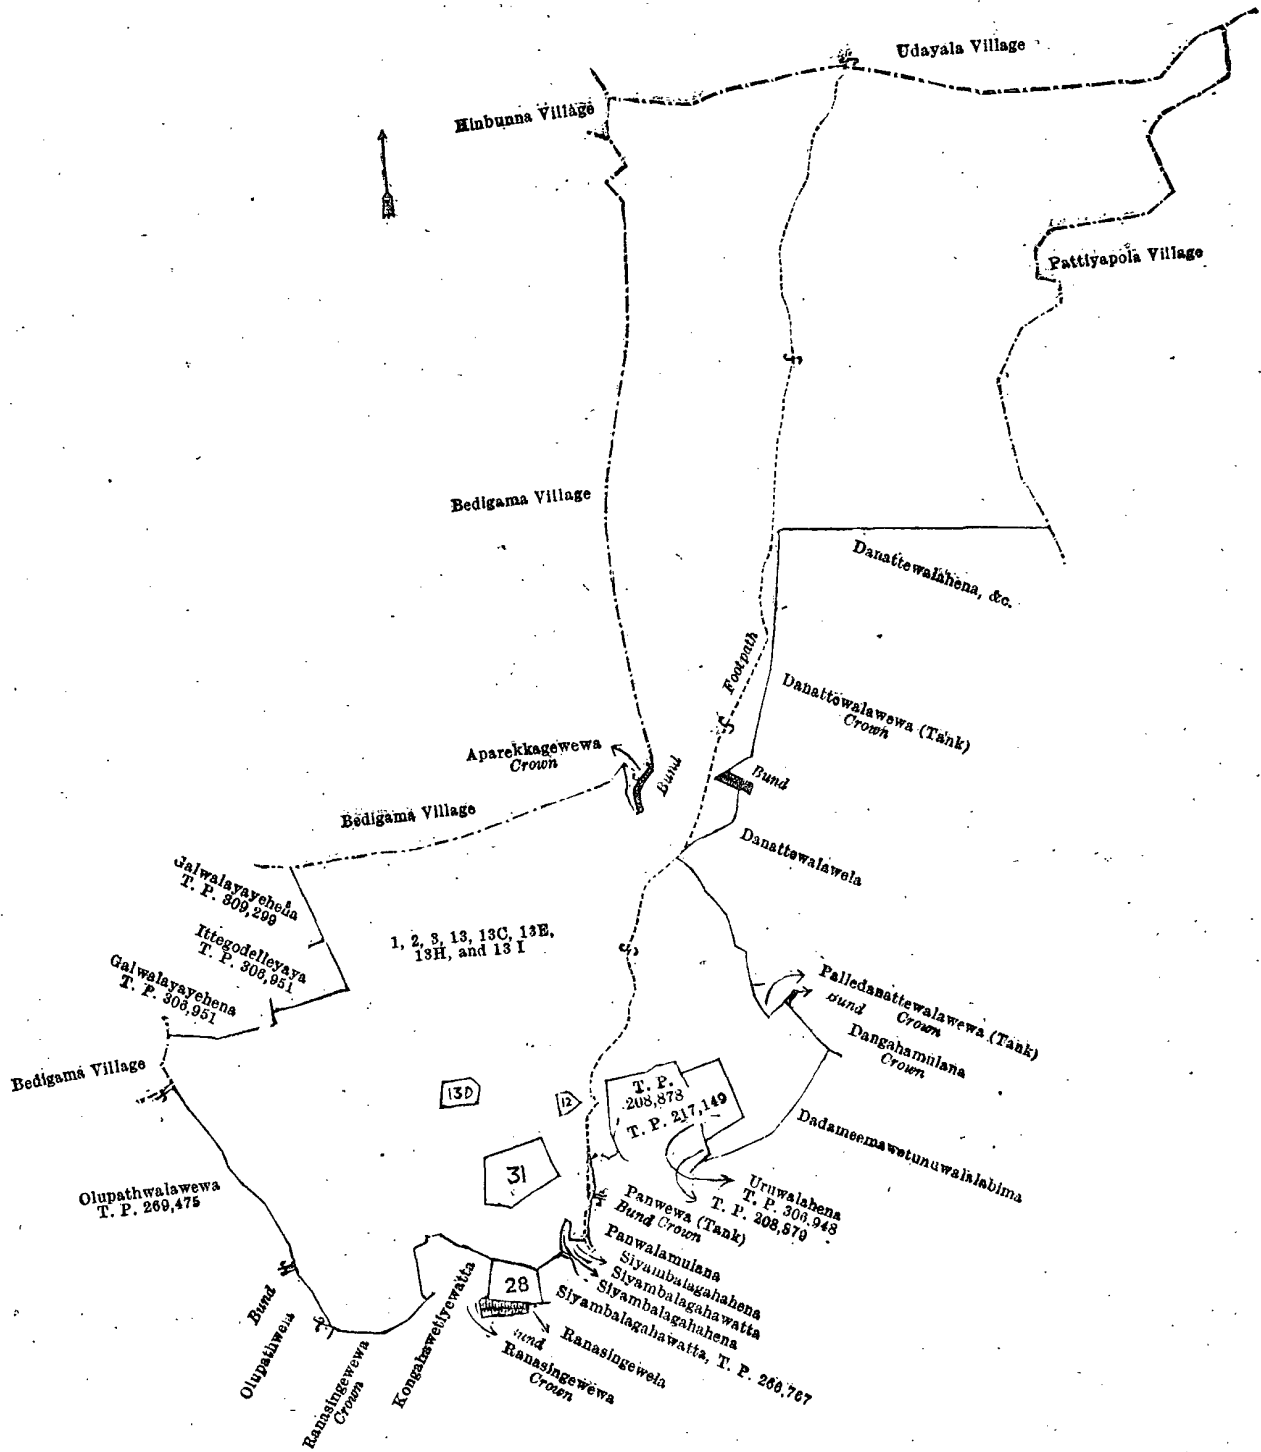 Udayala Village
Hinbunna Village
Pattiyapola Village
Bedigama Village
Danattewalahena, &c.
Footpath
Danattewalawewa (Tank)
Crown
Aparekkagewewa
Crown
Bund
Bund
Bedigama Village
Danattewalawela
Galwalayayehena
T. P. 309,299
Ittegodelleyaya
T. P. 306,951
Galwalayayehena
T. P. 306,951
1, 2, 3, 13, 13C, 13E,
13H, and 13 I
Palledanattewalawewa (Tank)
Bund
Crown
Dangahamulana
Crown
Bedigama Village
13D
12
T. P.
208,878
T. P. 217,149
Dadameemawetunuwalalabima
31
Olupathwalawewa
T. P. 269,475
Uruwalahena
T. P. 306,948
T. P. 208,879
Panwewa (Tank)
Bund Crown
Panwalamulana
Siyambalagahahena
Siyambalagahawatta
Siyambalagahahena
Siyambalagahawatta, T. P. 266,767
28
Bund
Olupathwela
Ranasingewewa
Crown
Kongahawetiyewatta
und
Ranasingewela
Ranasingewewa
Crown